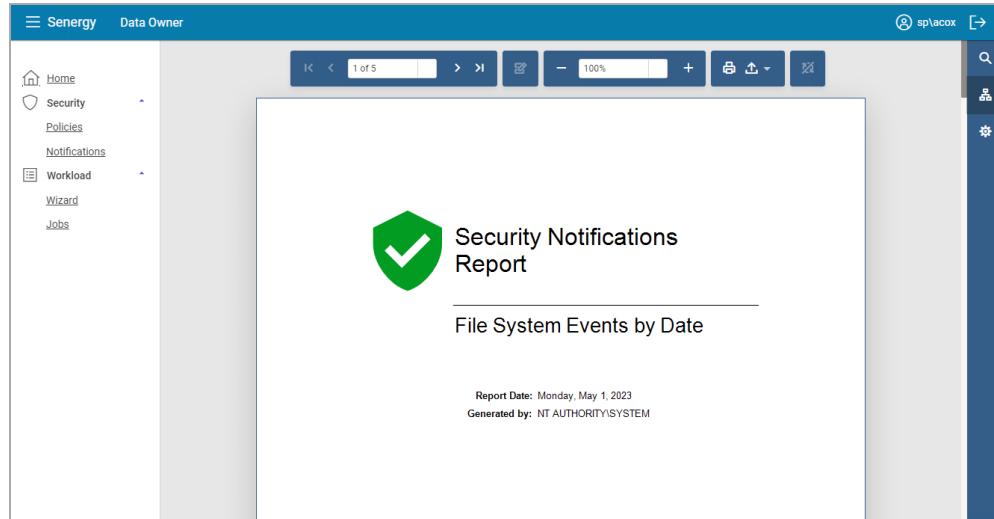 Senergy Data Owner sp\acox
Home
Security
Policies
Notifications
Workload
Wizard
Jobs
1 of 5 100%
Security Notifications
Report
File System Events by Date
Report Date: Monday, May 1, 2023
Generated by: NT AUTHORITY\SYSTEM